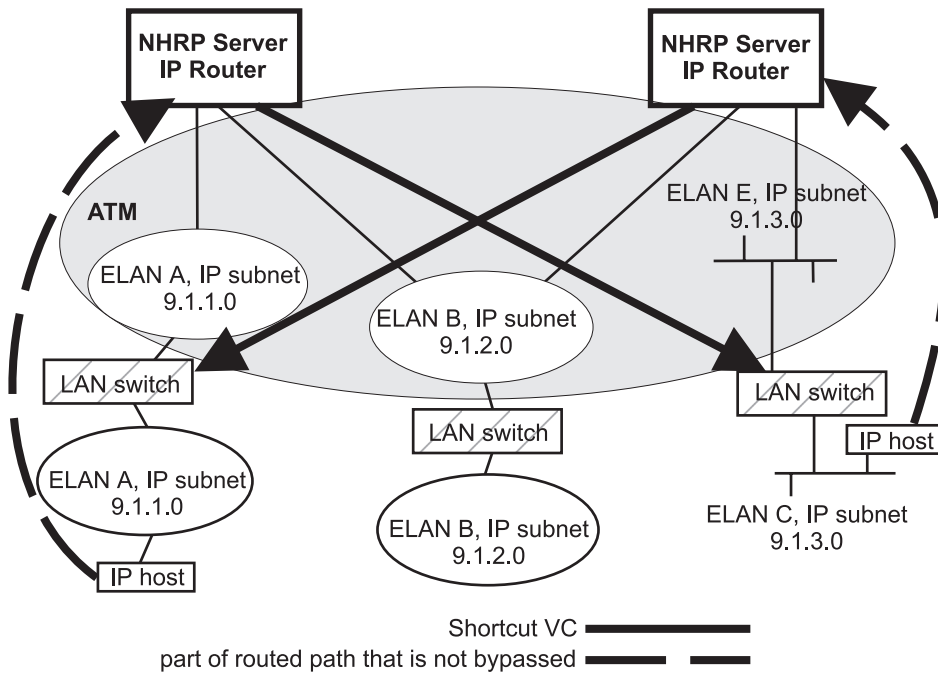 NHRP Server
IP Router
NHRP Server
IP Router
ATM
ELAN E, IP subnet
9.1.3.0
ELAN A, IP subnet
9.1.1.0
ELAN B, IP subnet
9.1.2.0
LAN switch
LAN switch
LAN switch
IP host
ELAN A, IP subnet
9.1.1.0
ELAN B, IP subnet
9.1.2.0
ELAN C, IP subnet
9.1.3.0
IP host
Shortcut VC
part of routed path that is not bypassed